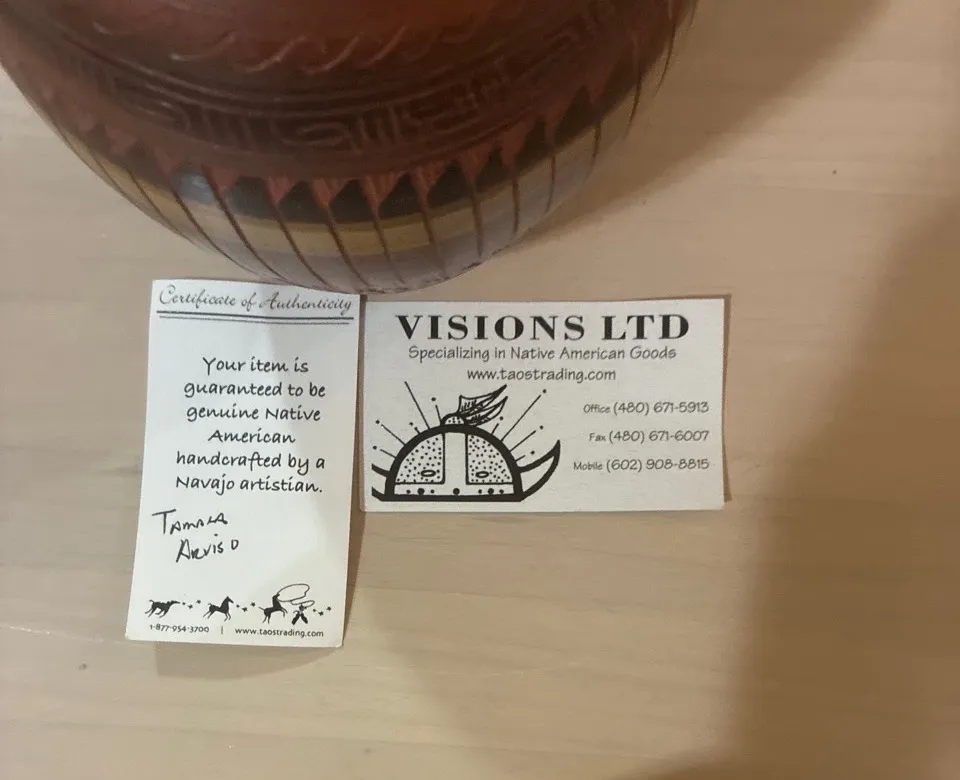 Certificate of Authenticity
Your item is
guaranteed to be
genuine Native
American
handcrafted by a
Navajo artistian.
Tamala
Arviso
1-877-954-3700 | www.taostrading.com
VISIONS LTD
Specializing in Native American Goods
www.taostrading.com
Office (480) 671-5913
Fax (480) 671-6007
Mobile (602) 908-8815